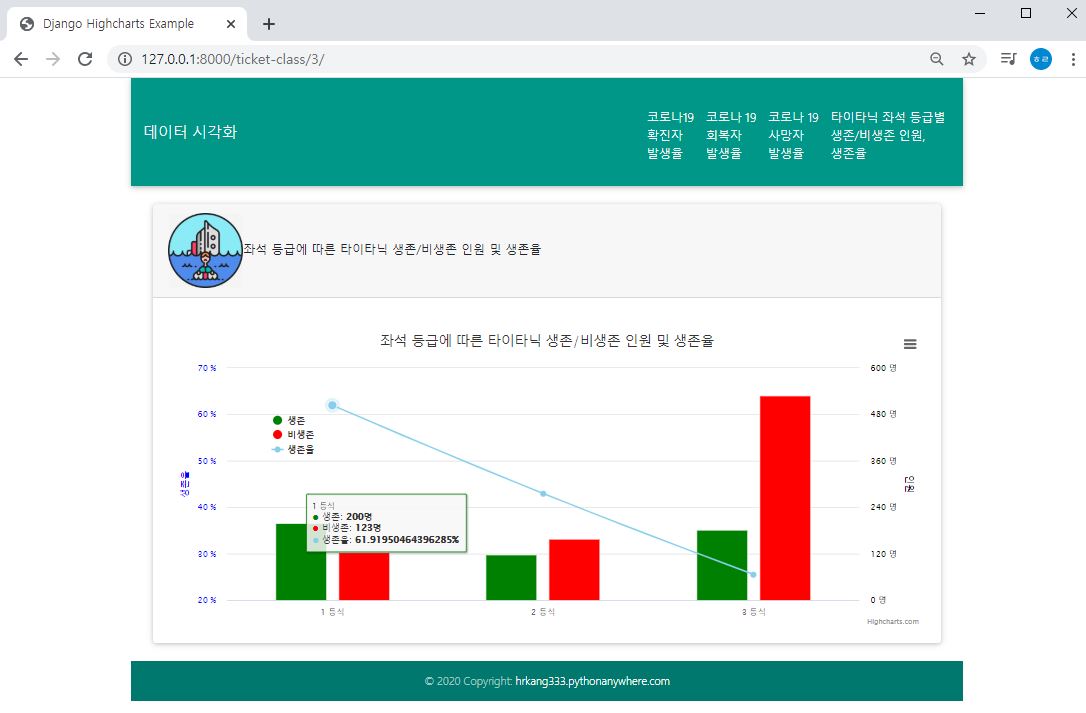 Django Highcharts Example
127.0.0.1:8000/ticket-class/3/
ㅎㄹ
데이터 시각화
코로나19
확진자
발생율
코로나 19
회복자
발생율
코로나 19
사망자
발생율
타이타닉 좌석 등급별
생존/비생존 인원,
생존율
좌석 등급에 따른 타이타닉 생존/비생존 인원 및 생존율
좌석 등급에 따른 타이타닉 생존/비생존 인원 및 생존율
70 %
60 %
50 %
40 %
30 %
20 %
생존율
생존
비생존
생존율
1 등석
생존: 200명
비생존: 123명
생존율: 61.919504643962855%
600 명
480 명
360 명
240 명
120 명
0 명
인원
1 등석
2 등석
3 등석
Highcharts.com
© 2020 Copyright: hrkang333.pythonanywhere.com